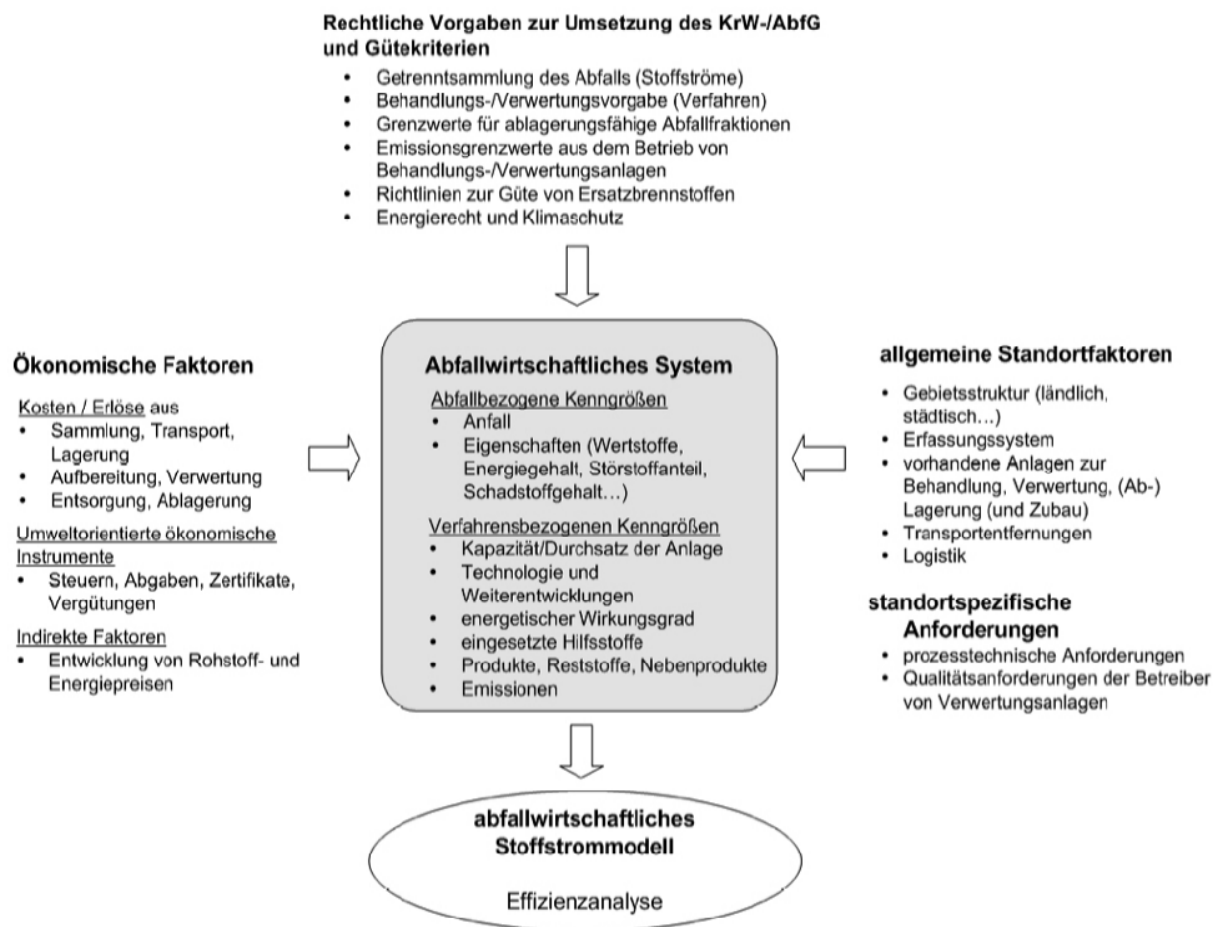 Rechtliche Vorgaben zur Umsetzung des KrW-/AbfG
und Gütekriterien
• Getrenntsammlung des Abfalls (Stoffströme)
• Behandlungs-/Verwertungsvorgabe (Verfahren)
• Grenzwerte für ablagerungsfähige Abfallfraktionen
• Emissionsgrenzwerte aus dem Betrieb von
Behandlungs-/Verwertungsanlagen
• Richtlinien zur Güte von Ersatzbrennstoffen
• Energierecht und Klimaschutz
Ökonomische Faktoren
Kosten / Erlöse aus
• Sammlung, Transport,
Lagerung
• Aufbereitung, Verwertung
• Entsorgung, Ablagerung
Umweltorientierte ökonomische
Instrumente
• Steuern, Abgaben, Zertifikate,
Vergütungen
Indirekte Faktoren
• Entwicklung von Rohstoff- und
Energiepreisen
Abfallwirtschaftliches System
Abfallbezogene Kenngrößen
• Anfall
• Eigenschaften (Wertstoffe,
Energiegehalt, Störstoffanteil,
Schadstoffgehalt...)
Verfahrensbezogenen Kenngrößen
• Kapazität/Durchsatz der Anlage
• Technologie und
Weiterentwicklungen
• energetischer Wirkungsgrad
• eingesetzte Hilfsstoffe
• Produkte, Reststoffe, Nebenprodukte
• Emissionen
allgemeine Standortfaktoren
• Gebietsstruktur (ländlich,
städtisch...)
• Erfassungssystem
• vorhandene Anlagen zur
Behandlung, Verwertung, (Ab-)
Lagerung (und Zubau)
• Transportentfernungen
• Logistik
standortspezifische
Anforderungen
• prozesstechnische Anforderungen
• Qualitätsanforderungen der Betreiber
von Verwertungsanlagen
abfallwirtschaftliches
Stoffstrommodell
Effizienzanalyse